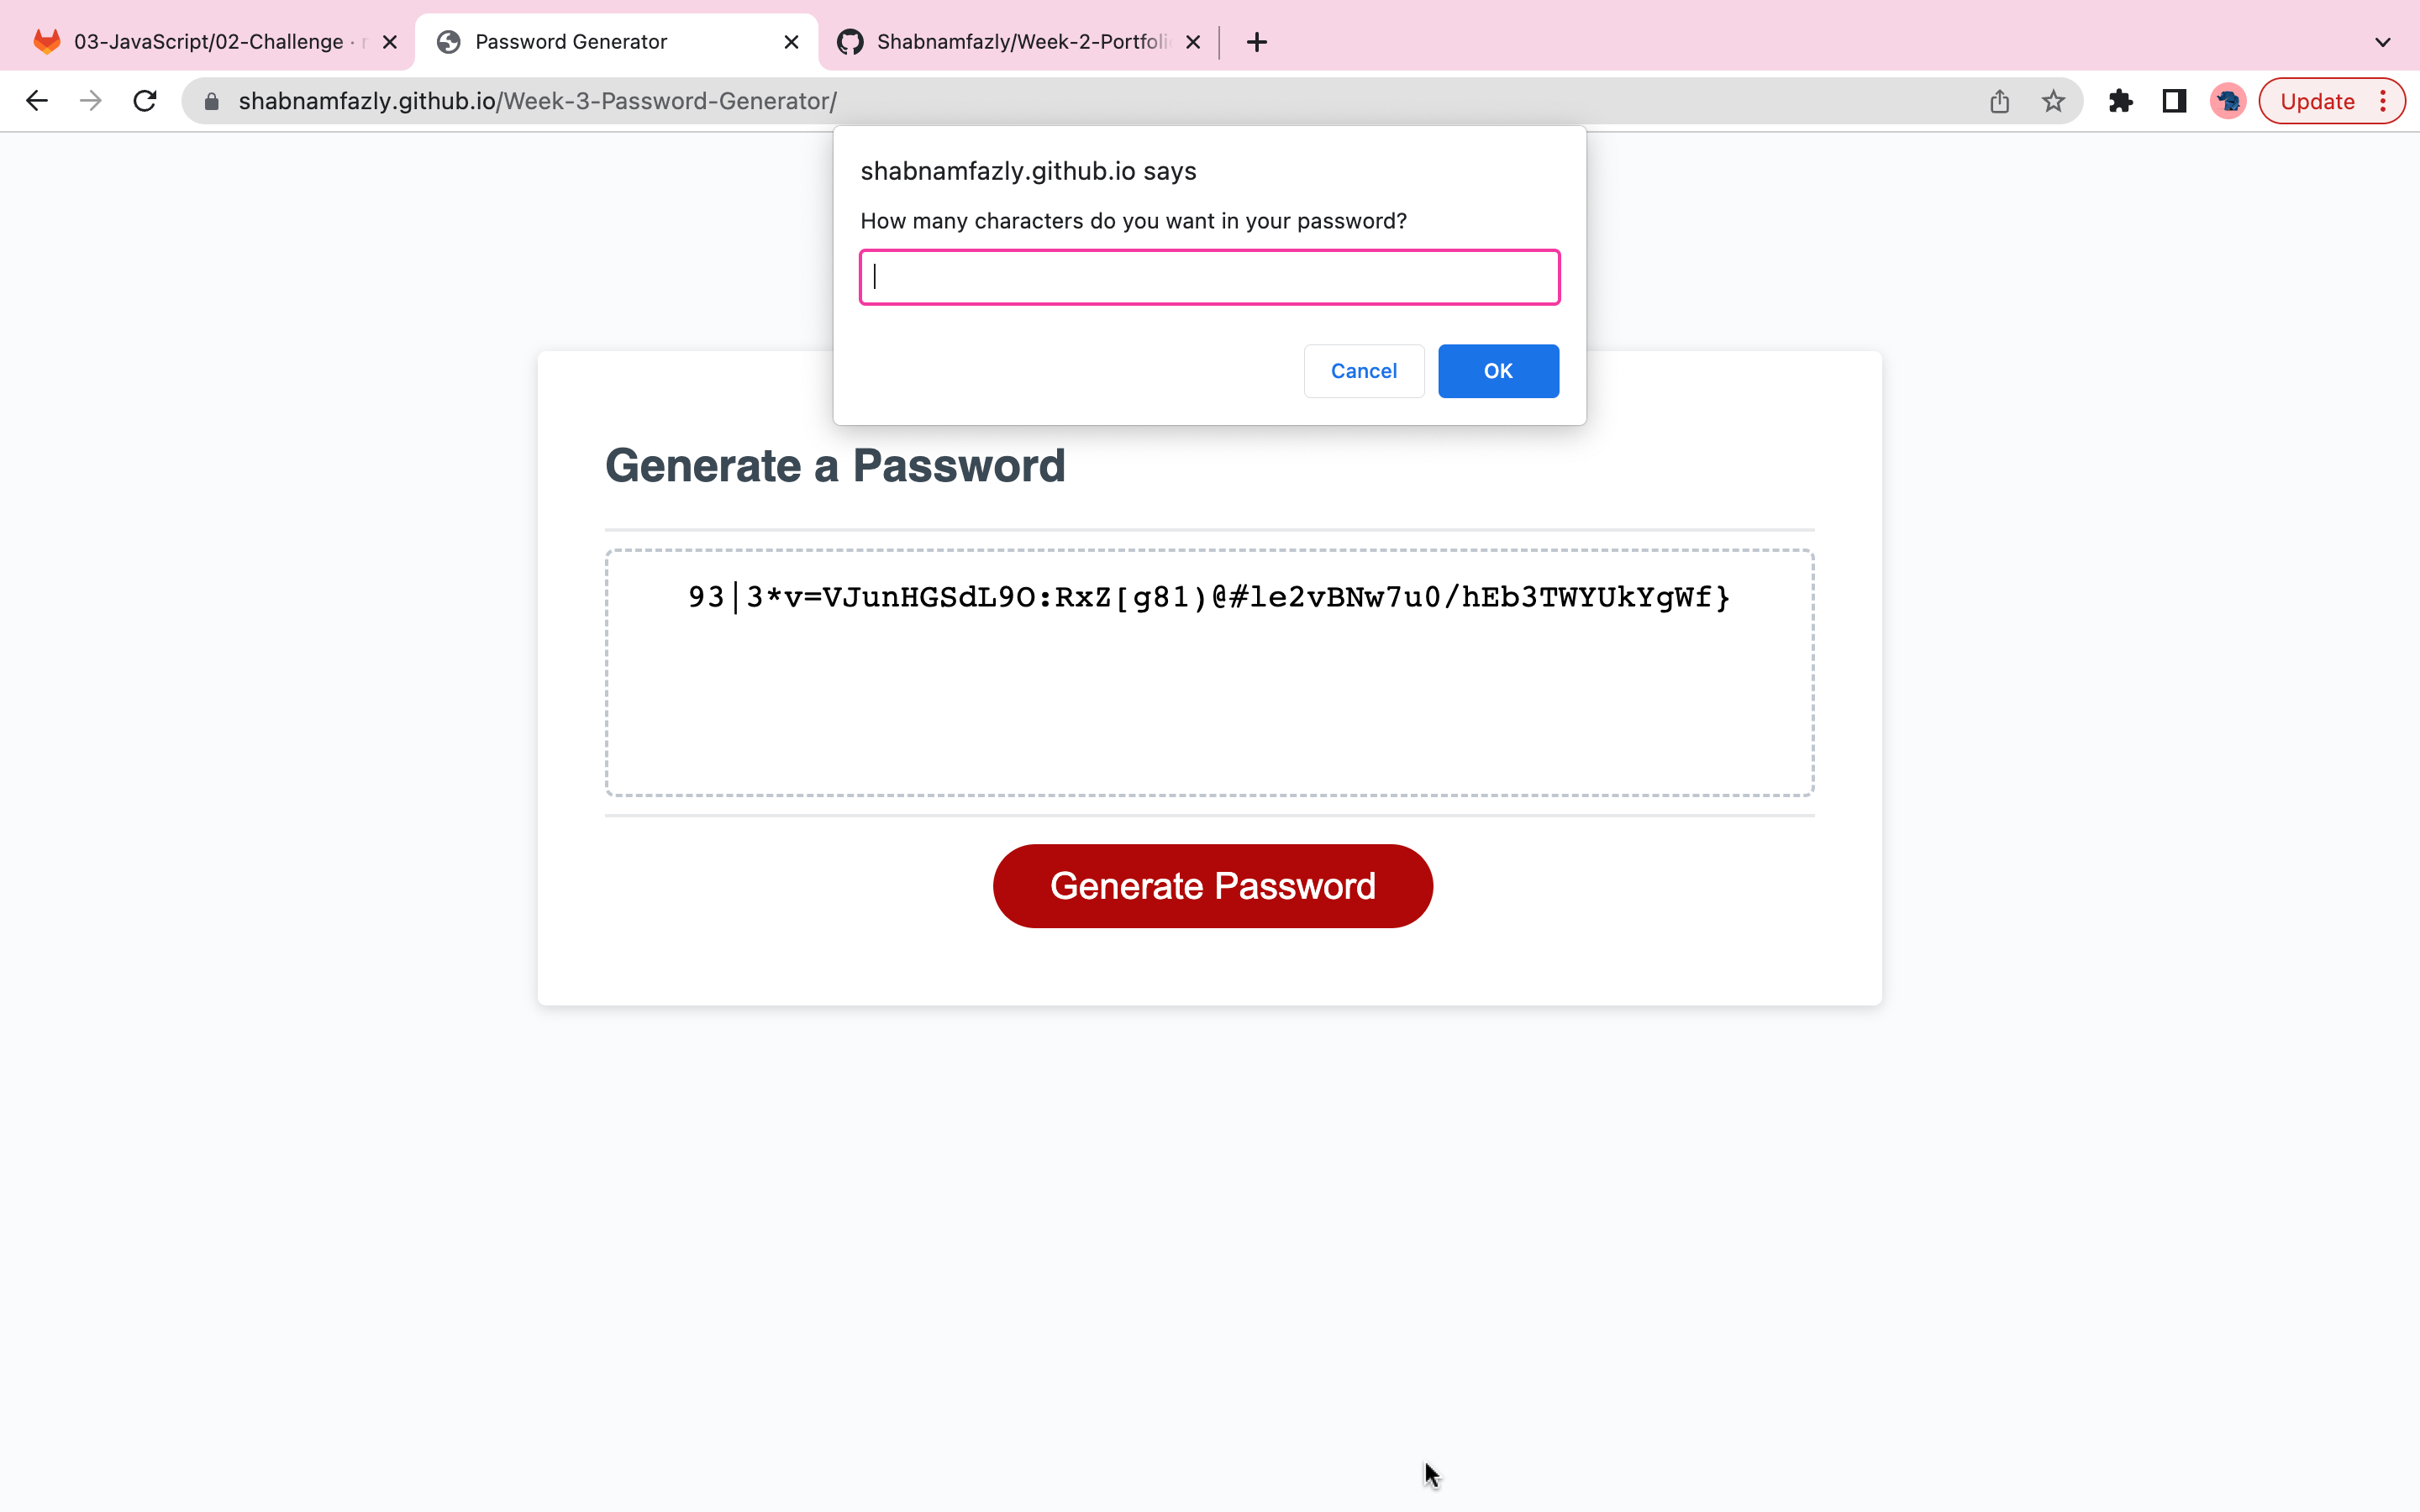 03-JavaScript/02-Challenge ·
Password Generator
Shabnamfazly/Week-2-Portfoli
shabnamfazly.github.io/Week-3-Password-Generator/
Update
shabnamfazly.github.io says
How many characters do you want in your password?
Cancel
OK
Generate a Password
93|3*v=VJunHGSdL9O:RxZ[g81)@#le2vBNw7u0/hEb3TWYUkYgWf}
Generate Password